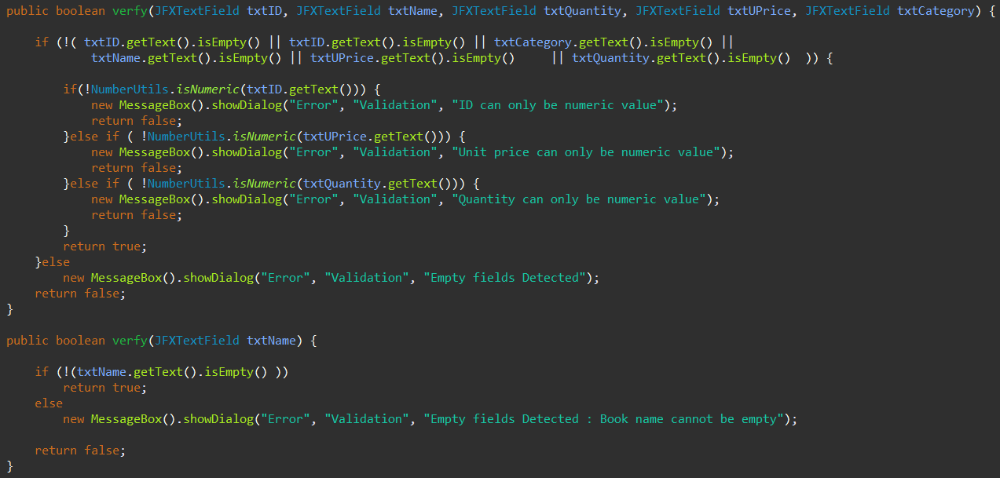 public boolean verfy(JFXTextField txtID, JFXTextField txtName, JFXTextField txtQuantity, JFXTextField txtUPrice, JFXTextField txtCategory) {
if (!( txtID.getText().isEmpty() || txtID.getText().isEmpty() || txtCategory.getText().isEmpty() ||
txtName.getText().isEmpty() || txtUPrice.getText().isEmpty()     || txtQuantity.getText().isEmpty()  )) {
if(!NumberUtils.isNumeric(txtID.getText())) {
new MessageBox().showDialog("Error", "Validation", "ID can only be numeric value");
return false;
}else if ( !NumberUtils.isNumeric(txtUPrice.getText())) {
new MessageBox().showDialog("Error", "Validation", "Unit price can only be numeric value");
return false;
}else if ( !NumberUtils.isNumeric(txtQuantity.getText())) {
new MessageBox().showDialog("Error", "Validation", "Quantity can only be numeric value");
return false;
}
return true;
}else
new MessageBox().showDialog("Error", "Validation", "Empty fields Detected");
return false;
}
public boolean verfy(JFXTextField txtName) {
if (!(txtName.getText().isEmpty() ))
return true;
else
new MessageBox().showDialog("Error", "Validation", "Empty fields Detected : Book name cannot be empty");
return false;
}